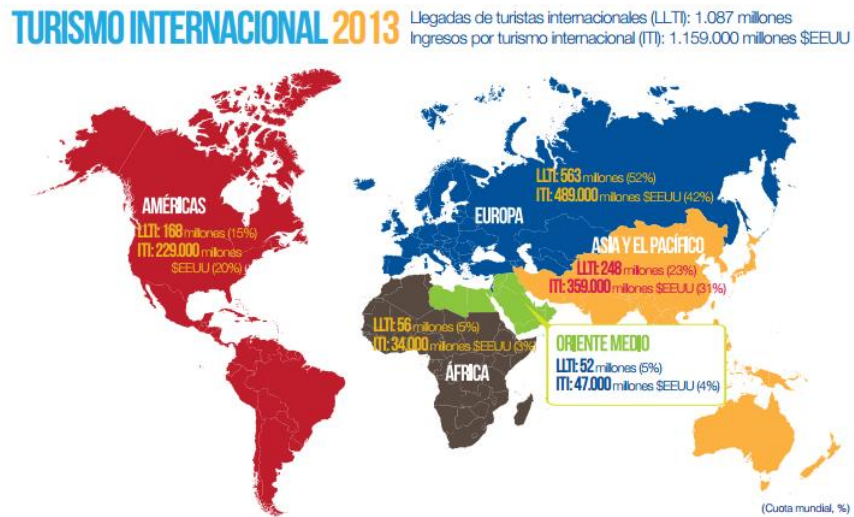 TURISMO INTERNACIONAL 2013
Llegadas de turistas internacionales (LLTI): 1.087 millones
Ingresos por turismo internacional (ITI): 1.159.000 millones $EEUU
AMÉRICAS
LLTI: 168 millones (15%)
ITI: 229.000 millones
$EEUU (20%)
EUROPA
LLTI: 563 millones (52%)
ITI: 489.000 millones $EEUU (42%)
ASIA Y EL PACÍFICO
LLTI: 248 millones (23%)
ITI: 359.000 millones $EEUU (31%)
LLTI: 56 millones (5%)
ITI: 34.000 millones $EEUU (3%)
ÁFRICA
ORIENTE MEDIO
LLTI: 52 millones (5%)
ITI: 47.000 millones $EEUU (4%)
(Cuota mundial, %)